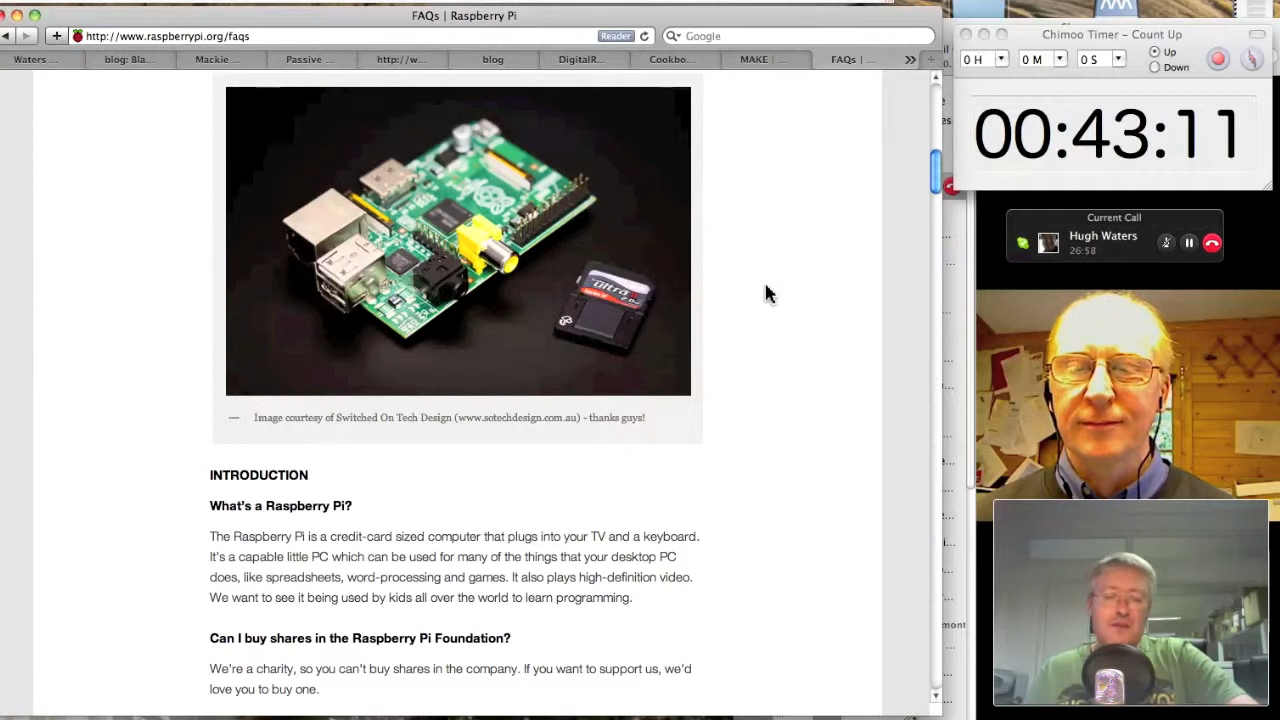 FAQs | Raspberry Pi
http://www.raspberrypi.org/faqs
Reader
Google
Waters ...
blog: Bla...
Mackie ...
Passive ...
http://w...
blog
DigitalR...
Cookbo...
MAKE | ...
FAQs | ...
Ultra
2.0
— Image courtesy of Switched On Tech Design (www.sotechdesign.com.au) - thanks guys!
INTRODUCTION
What's a Raspberry Pi?
The Raspberry Pi is a credit-card sized computer that plugs into your TV and a keyboard.
It's a capable little PC which can be used for many of the things that your desktop PC
does, like spreadsheets, word-processing and games. It also plays high-definition video.
We want to see it being used by kids all over the world to learn programming.
Can I buy shares in the Raspberry Pi Foundation?
We're a charity, so you can't buy shares in the company. If you want to support us, we'd
love you to buy one.
Chimoo Timer – Count Up
0 H
0 M
0 S
Up
Down
00:43:11
Current Call
Hugh Waters
26:58